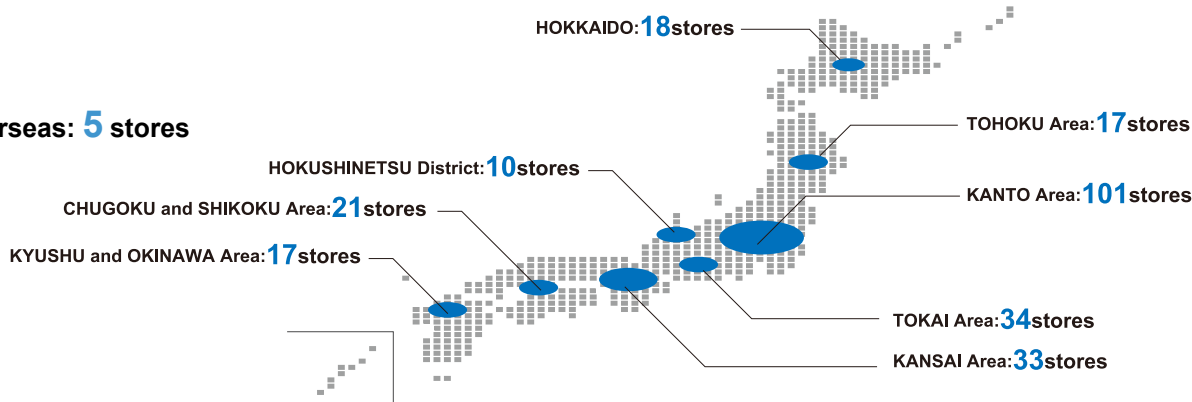 HOKKAIDO:18stores
rseas: 5 stores
TOHOKU Area:17stores
HOKUSHINETSU District:10stores
KANTO Area:101stores
CHUGOKU and SHIKOKU Area:21stores
KYUSHU and OKINAWA Area:17stores
TOKAI Area:34stores
KANSAI Area:33stores